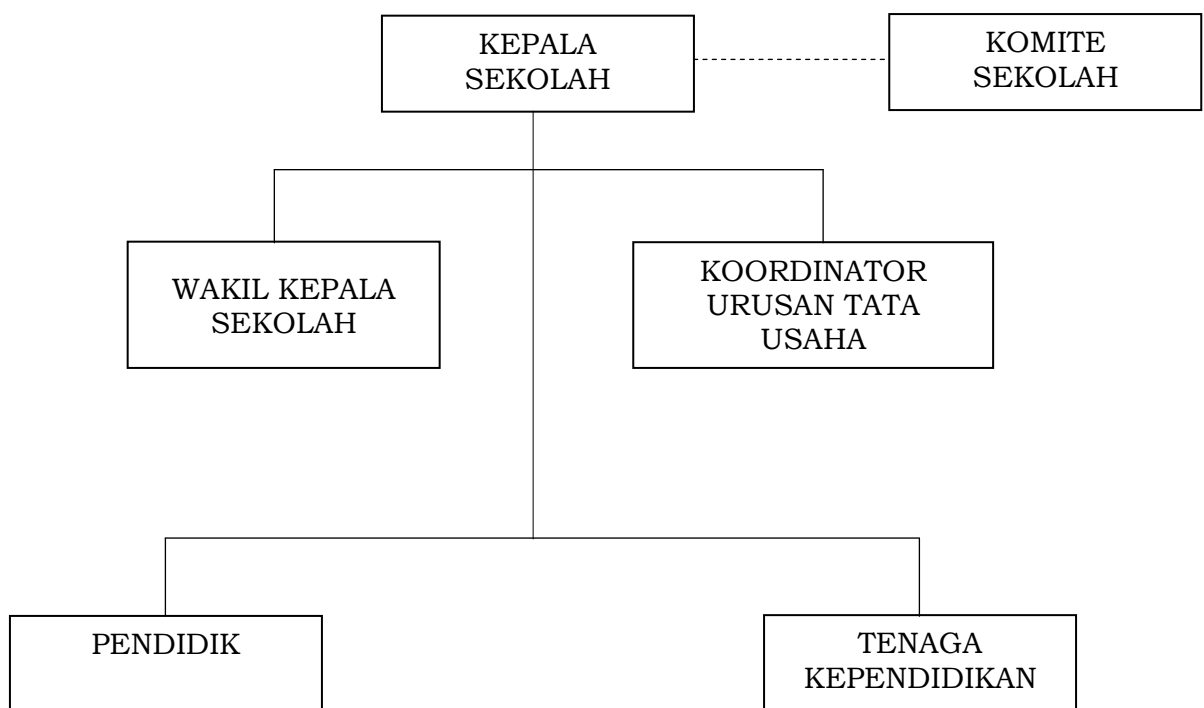 KEPALA
SEKOLAH
KOMITE
SEKOLAH
WAKIL KEPALA
SEKOLAH
KOORDINATOR
URUSAN TATA
USAHA
PENDIDIK
TENAGA
KEPENDIDIKAN